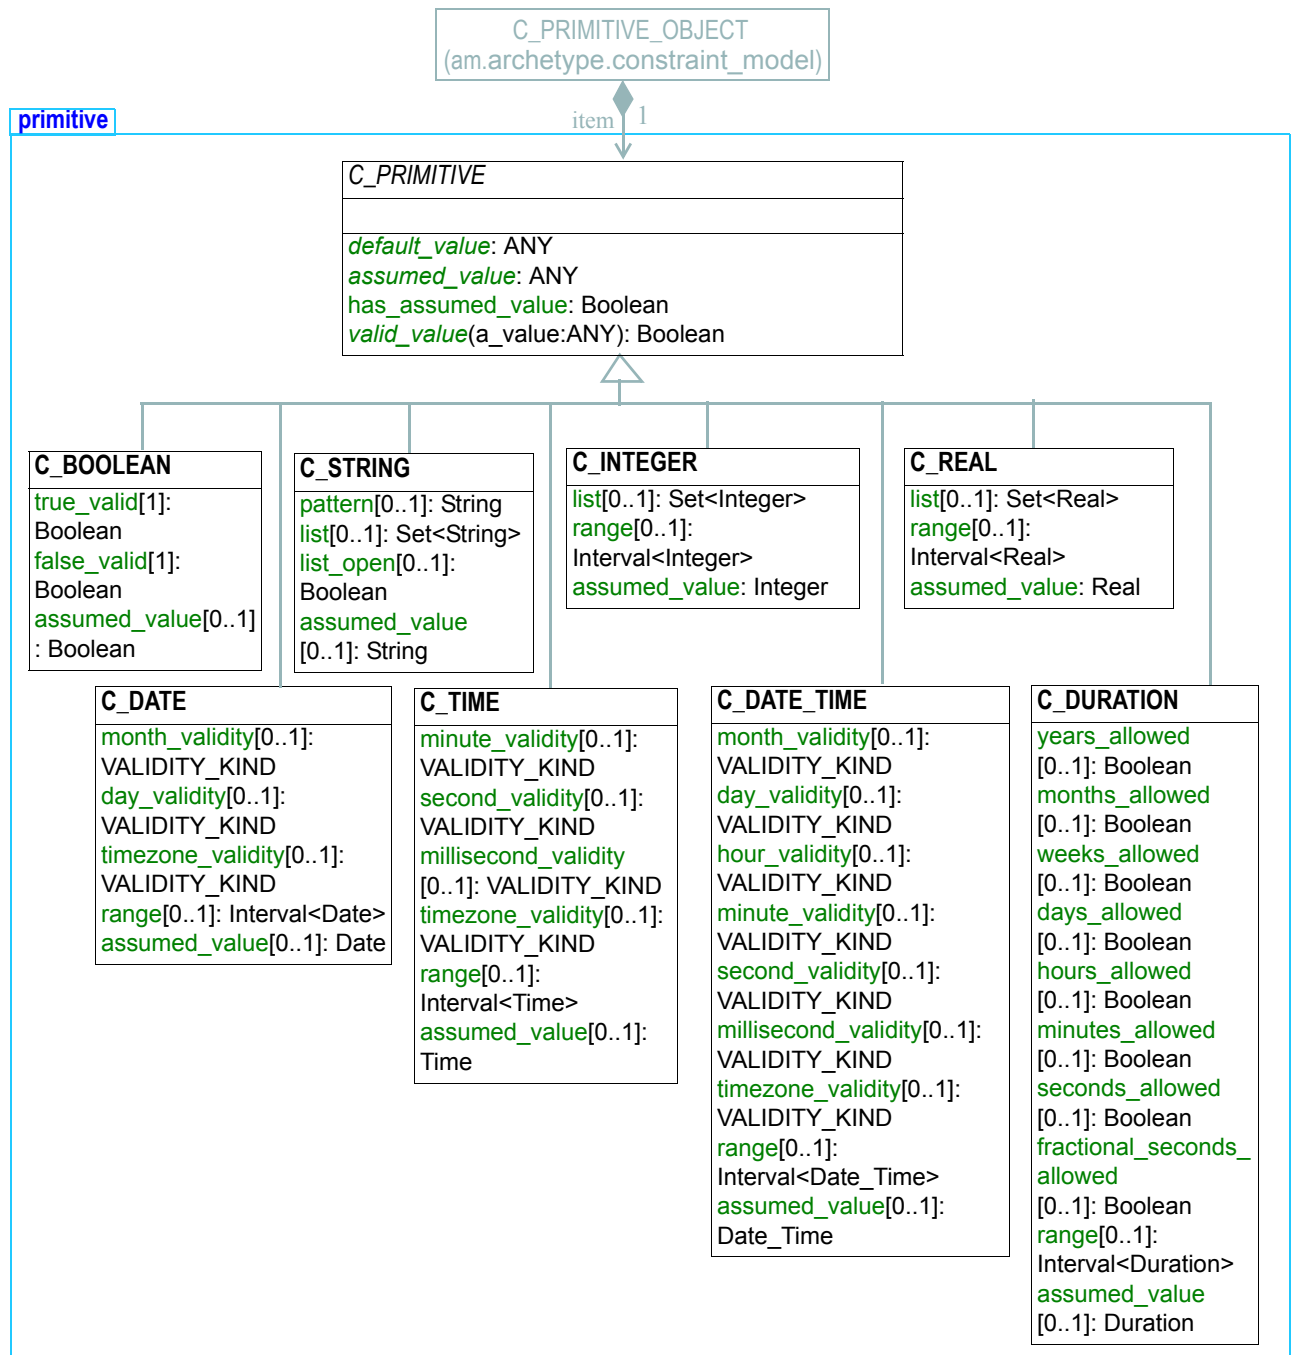 C_PRIMITIVE_OBJECT
(am.archetype.constraint_model)
primitive
item 1
C_PRIMITIVE
default_value: ANY
assumed_value: ANY
has_assumed_value: Boolean
valid_value(a_value:ANY): Boolean
C_BOOLEAN
true_valid[1]:
Boolean
false_valid[1]:
Boolean
assumed_value[0..1]
: Boolean
C_STRING
pattern[0..1]: String
list[0..1]: Set<String>
list_open[0..1]:
Boolean
assumed_value
[0..1]: String
C_INTEGER
list[0..1]: Set<Integer>
range[0..1]:
Interval<Integer>
assumed_value: Integer
C_REAL
list[0..1]: Set<Real>
range[0..1]:
Interval<Real>
assumed_value: Real
C_DATE
month_validity[0..1]:
VALIDITY_KIND
day_validity[0..1]:
VALIDITY_KIND
timezone_validity[0..1]:
VALIDITY_KIND
range[0..1]: Interval<Date>
assumed_value[0..1]: Date
C_TIME
minute_validity[0..1]:
VALIDITY_KIND
second_validity[0..1]:
VALIDITY_KIND
millisecond_validity
[0..1]: VALIDITY_KIND
timezone_validity[0..1]:
VALIDITY_KIND
range[0..1]:
Interval<Time>
assumed_value[0..1]:
Time
C_DATE_TIME
month_validity[0..1]:
VALIDITY_KIND
day_validity[0..1]:
VALIDITY_KIND
hour_validity[0..1]:
VALIDITY_KIND
minute_validity[0..1]:
VALIDITY_KIND
second_validity[0..1]:
VALIDITY_KIND
millisecond_validity[0..1]:
VALIDITY_KIND
timezone_validity[0..1]:
VALIDITY_KIND
range[0..1]:
Interval<Date_Time>
assumed_value[0..1]:
Date_Time
C_DURATION
years_allowed
[0..1]: Boolean
months_allowed
[0..1]: Boolean
weeks_allowed
[0..1]: Boolean
days_allowed
[0..1]: Boolean
hours_allowed
[0..1]: Boolean
minutes_allowed
[0..1]: Boolean
seconds_allowed
[0..1]: Boolean
fractional_seconds_
allowed
[0..1]: Boolean
range[0..1]:
Interval<Duration>
assumed_value
[0..1]: Duration